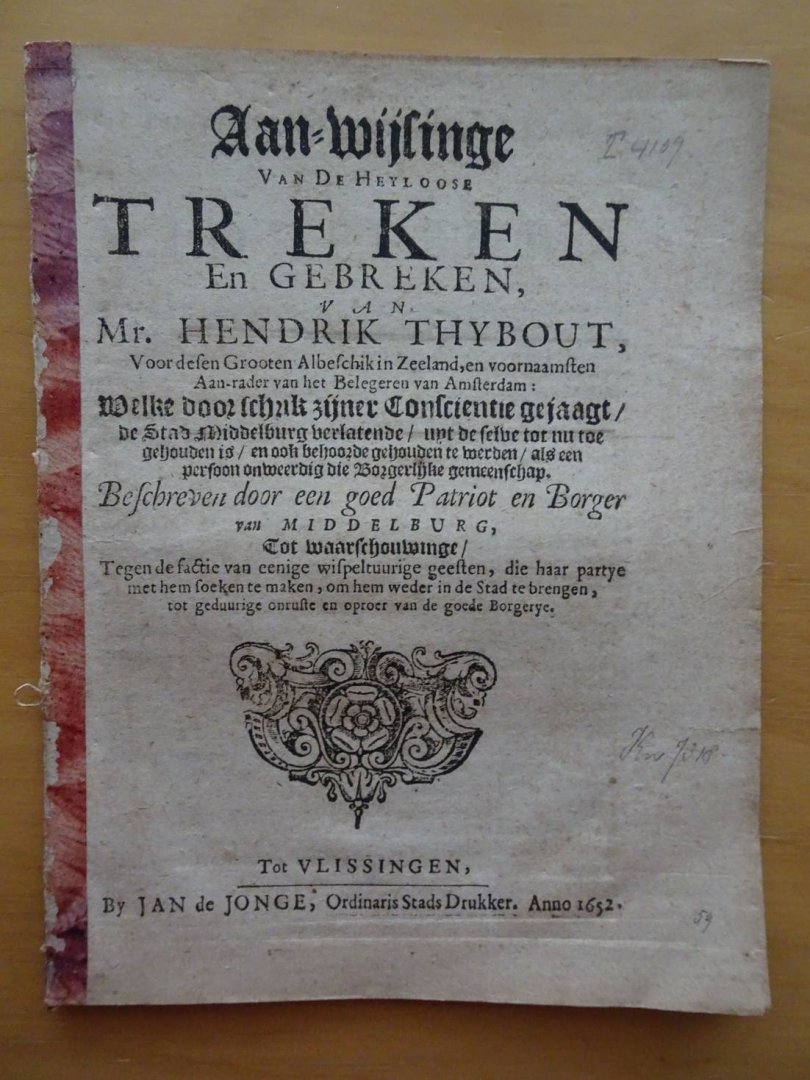 Aan-wijſinge
VAN DE HEYLOOSE
TREKEN
En GEBREKEN,
VAN
Mr. HENDRIK THYBOUT,
Voor deſen Grooten Albeſchik in Zeeland, en voornaamſten
Aan-rader van het Belegeren van Amſterdam:
Welke door ſchrik zijner Conſcientie gejaagt/
de Stad Middelburg verlatende/ uyt de ſelve tot nu toe
gehouden is/ en ook behoorde gehouden te werden/ als een
perſoon onweerdig die Borgerlijke gemeenſchap.
Beſchreven door een goed Patriot en Borger
van MIDDELBURG,
Tot waarſchouwinge/
Tegen de factie van eenige wiſpeltuurige geeſten, die haar partye
met hem ſoeken te maken, om hem weder in de Stad te brengen,
tot geduurige onruſte en oproer van de goede Borgerye.
T 4109
Tot VLISSINGEN,
By JAN de JONGE, Ordinaris Stads Drukker. Anno 1652.
59